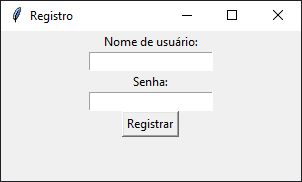 Registro
Nome de usuário:
Senha:
Registrar